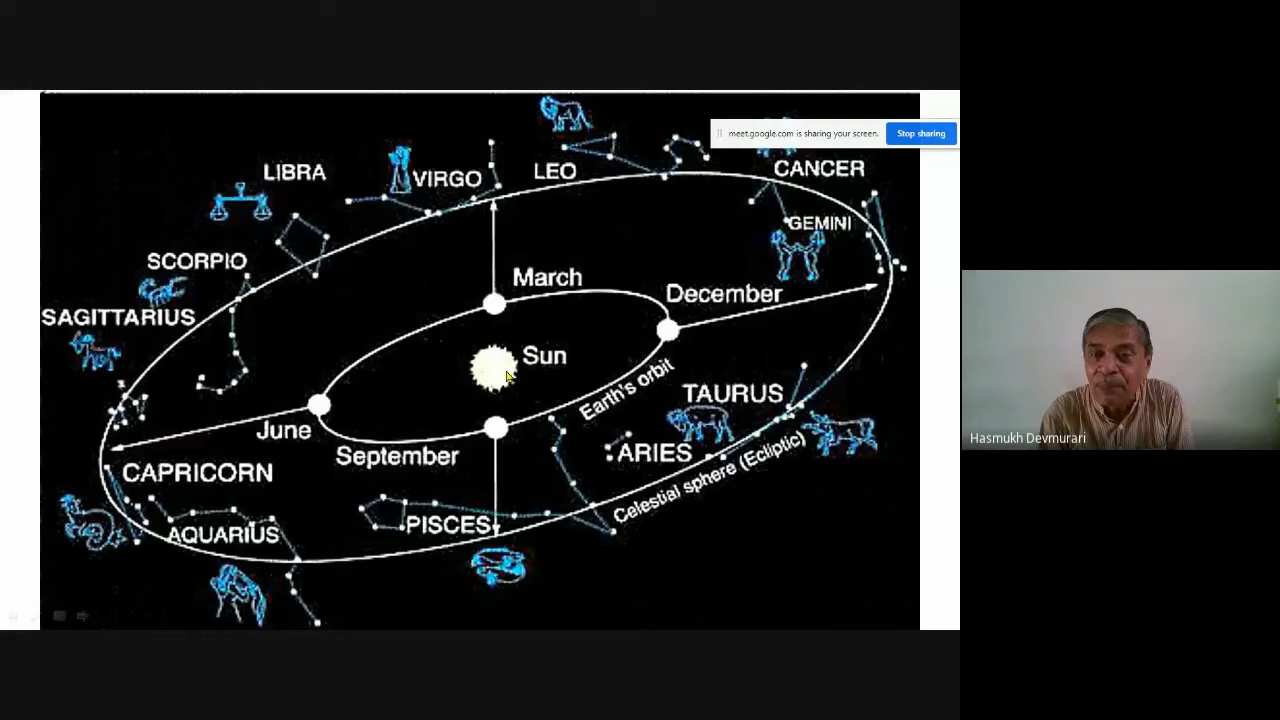 meet.google.com is sharing your screen.
Stop sharing
LEO
CANCER
LIBRA
VIRGO
GEMINI
SCORPIO
March
December
SAGITTARIUS
Sun
Earth's orbit
TAURUS
June
September
ARIES
CAPRICORN
Celestial sphere (Ecliptic)
PISCES
AQUARIUS
Hasmukh Devmurari